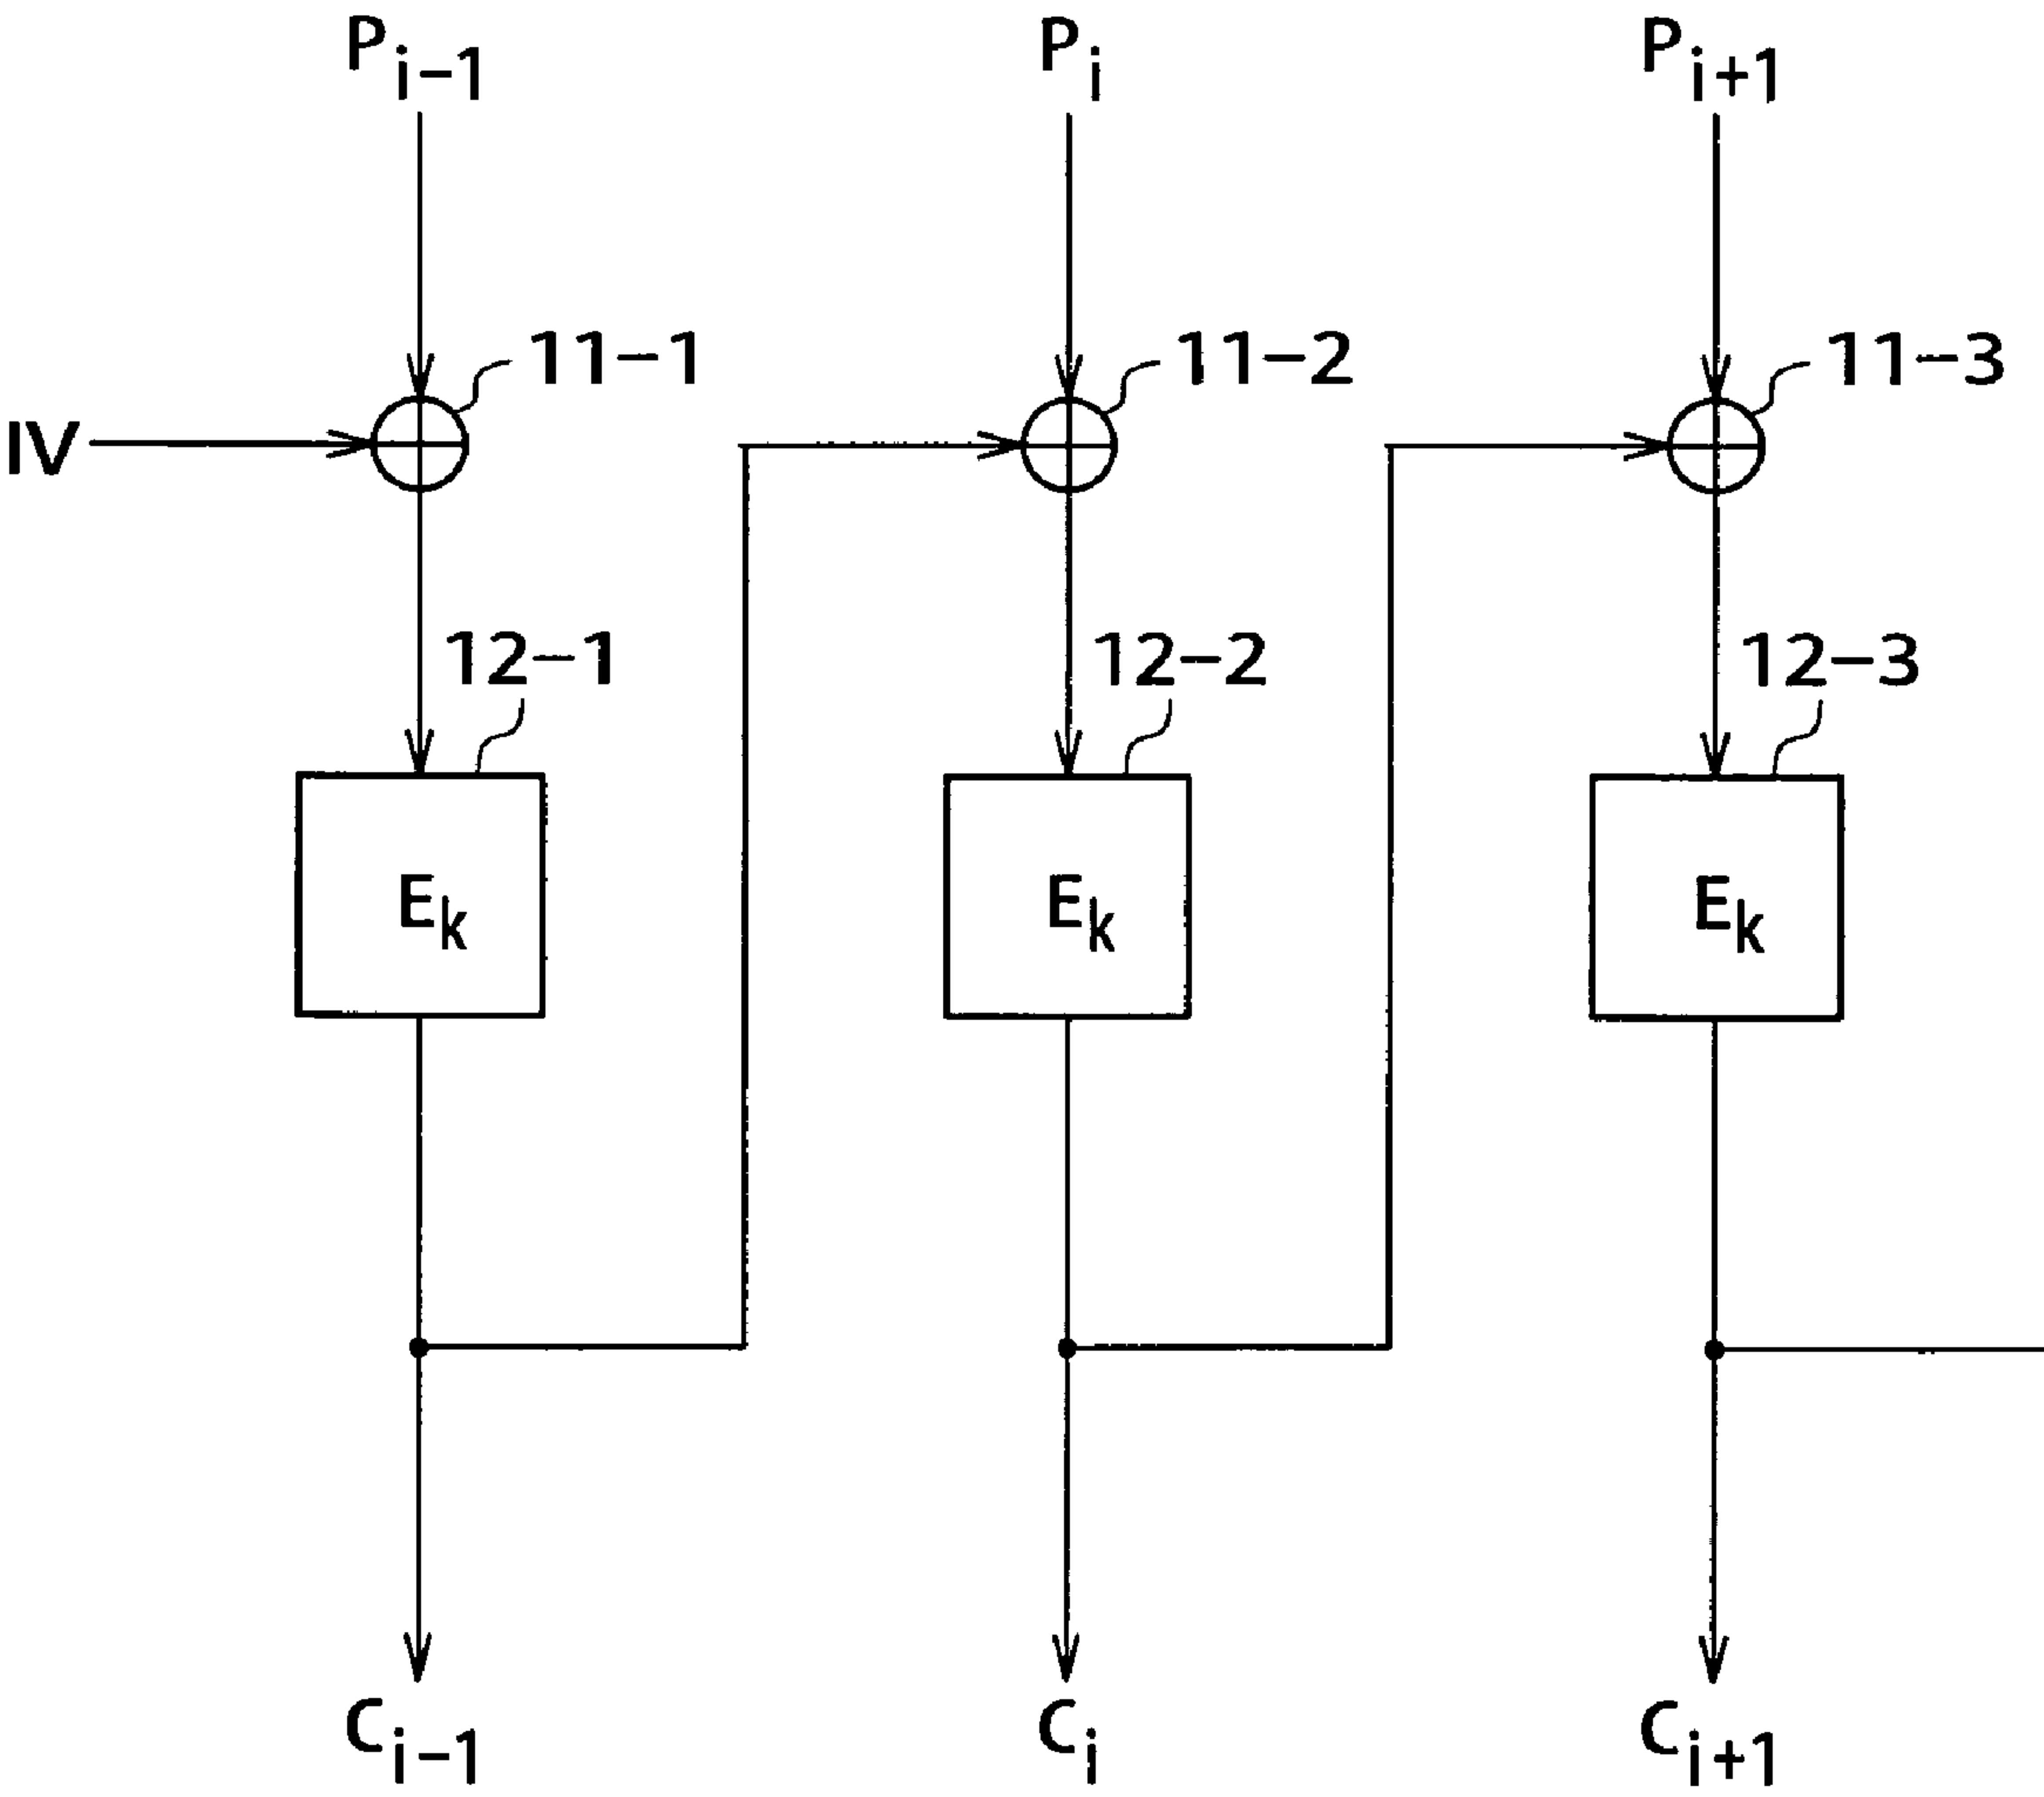 P i−1 P i P i+1
11−1 11−2 11−3
IV
12−1 12−2 12−3
E k E k E k
C i−1 C i C i+1